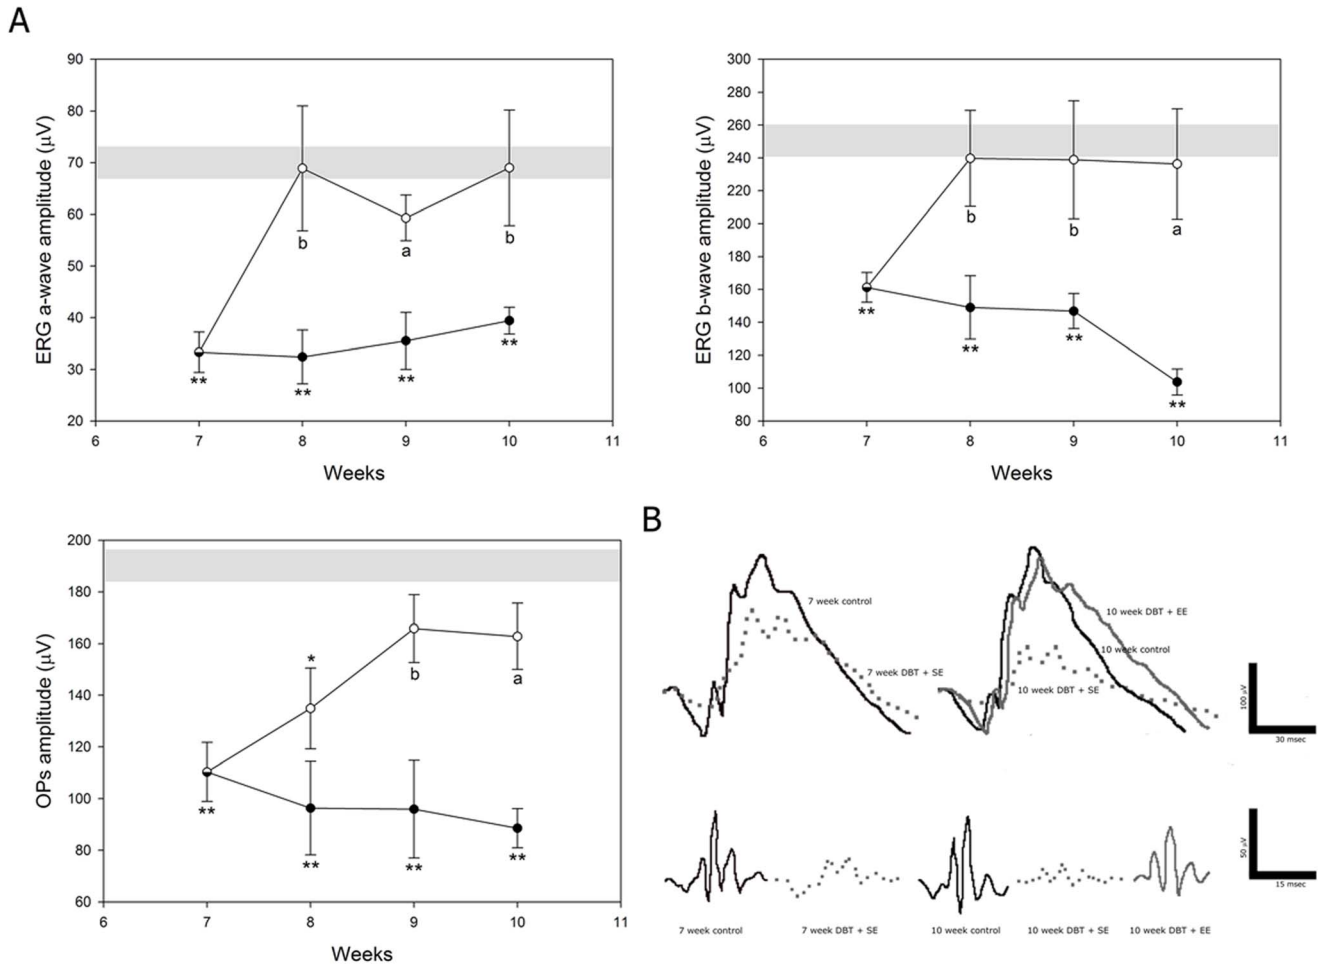 A
ERG a-wave amplitude (μV)
90
80
70
60
50
40
30
20
b
a
b
**
**
**
**
6
7
8
9
10
11
Weeks
ERG b-wave amplitude (μV)
300
280
260
240
220
200
180
160
140
120
100
80
b
b
a
**
**
**
**
6
7
8
9
10
11
Weeks
OPs amplitude (μV)
200
180
160
140
120
100
80
60
*
b
a
**
**
**
**
6
7
8
9
10
11
Weeks
B
7 week control
7 week DBT + SE
10 week DBT + EE
10 week control
10 week DBT + SE
100 μV
30 msec
50 μV
15 msec
7 week control
7 week DBT + SE
10 week control
10 week DBT + SE
10 week DBT + EE